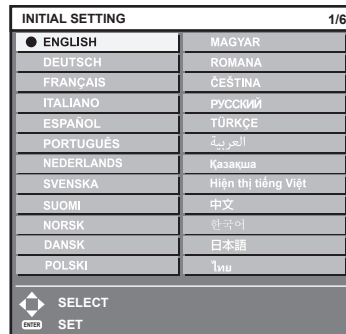 INITIAL SETTING 1/6
ENGLISH
DEUTSCH
FRANÇAIS
ITALIANO
ESPAÑOL
PORTUGUÊS
NEDERLANDS
SVENSKA
SUOMI
NORSK
DANSK
POLSKI
MAGYAR
ROMANA
ČEŠTINA
РУССКИЙ
TÜRKÇE
العربية
Қазақша
Hiện thị tiếng Việt
中文
한국어
日本語
ไทย
SELECT
ENTER SET